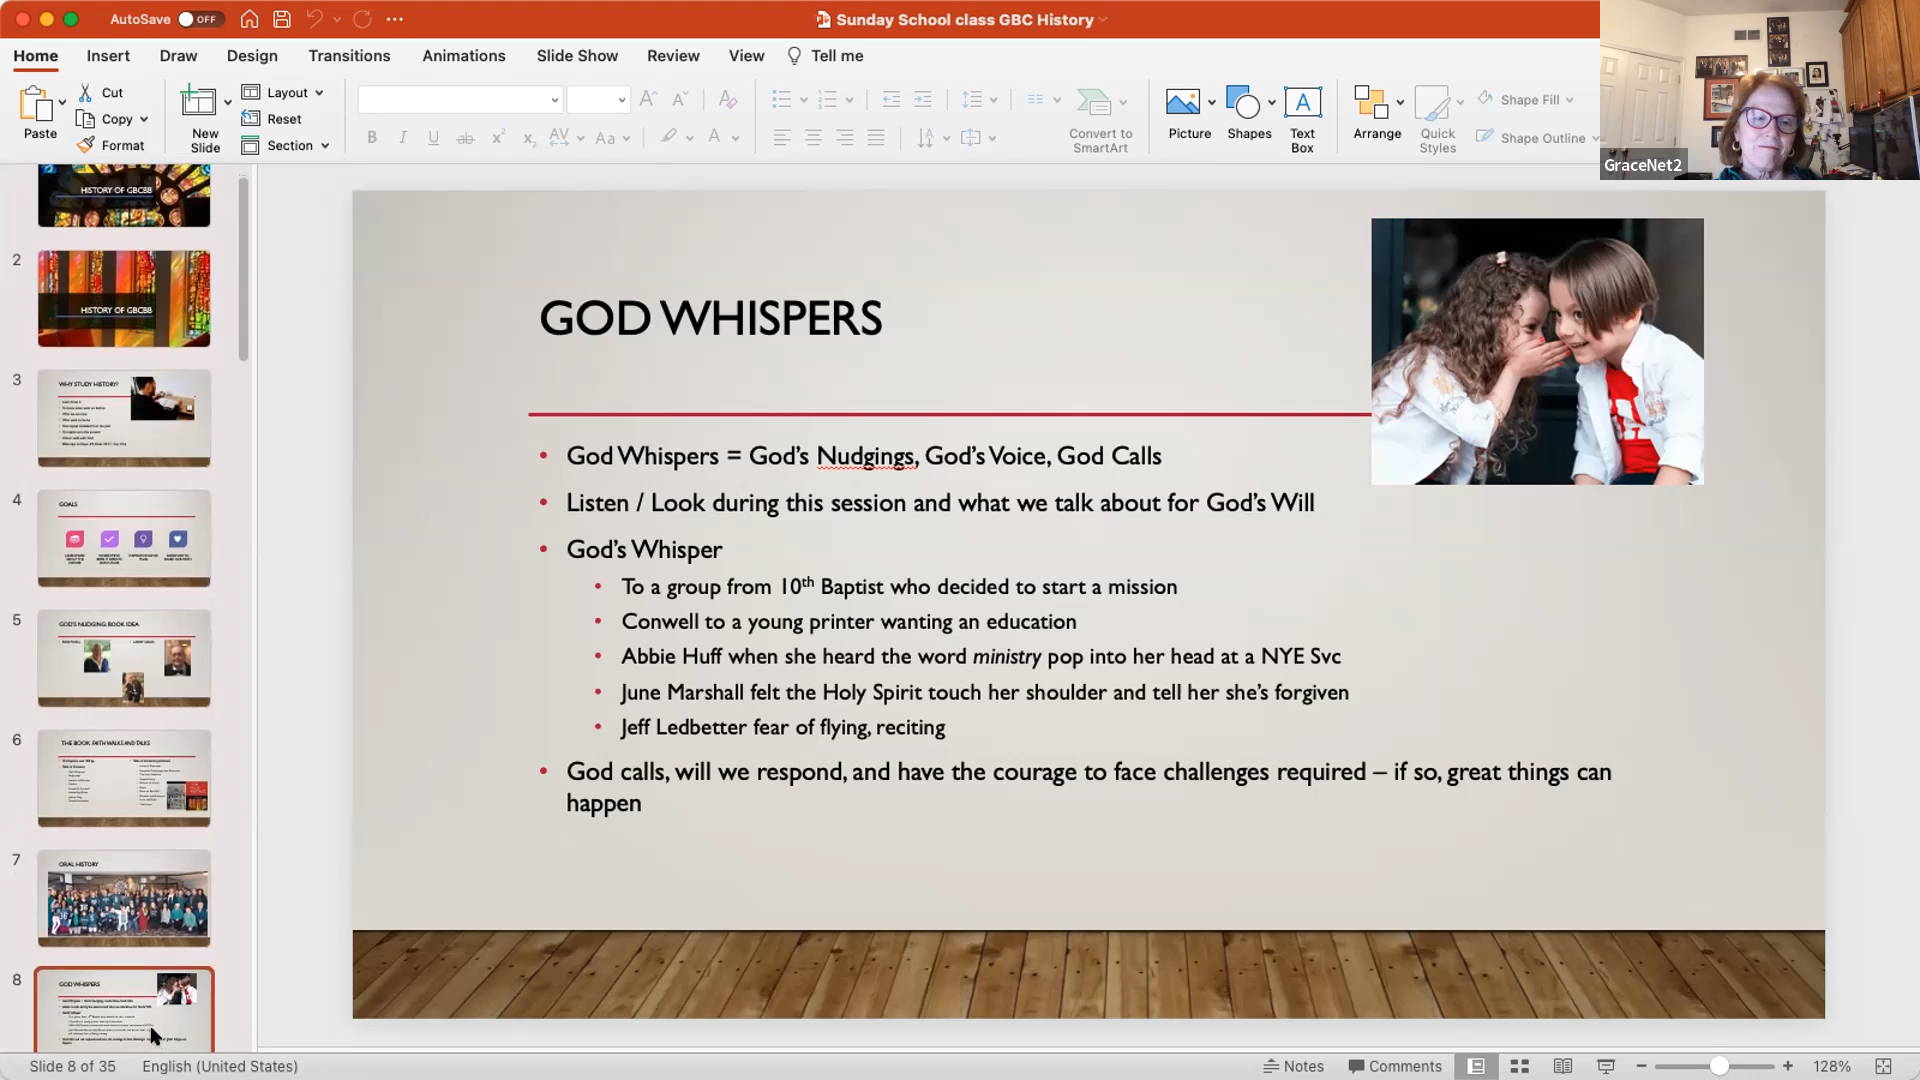 AutoSave OFF
Sunday School class GBC History
Home Insert Draw Design Transitions Animations Slide Show Review View Tell me
Paste
Cut
Copy
Format
New Slide
Layout
Reset
Section
Convert to SmartArt
Picture
Shapes
Text Box
Arrange
Quick Styles
Shape Fill
Shape Outline
GraceNet2
HISTORY OF GBCBB
2
HISTORY OF GBCBB
3
WHY STUDY HISTORY?
4
GOALS
5
GOD'S NUDGING: BOOK IDEA
6
THE BOOK: FAITH WALKS AND TALKS
7
ORAL HISTORY
8
GOD WHISPERS
GOD WHISPERS
• God Whispers = God's Nudgings, God's Voice, God Calls
• Listen / Look during this session and what we talk about for God's Will
• God's Whisper
• To a group from 10th Baptist who decided to start a mission
• Conwell to a young printer wanting an education
• Abbie Huff when she heard the word ministry pop into her head at a NYE Svc
• June Marshall felt the Holy Spirit touch her shoulder and tell her she's forgiven
• Jeff Ledbetter fear of flying, reciting
• God calls, will we respond, and have the courage to face challenges required – if so, great things can
happen
Slide 8 of 35 English (United States)
Notes Comments 128%